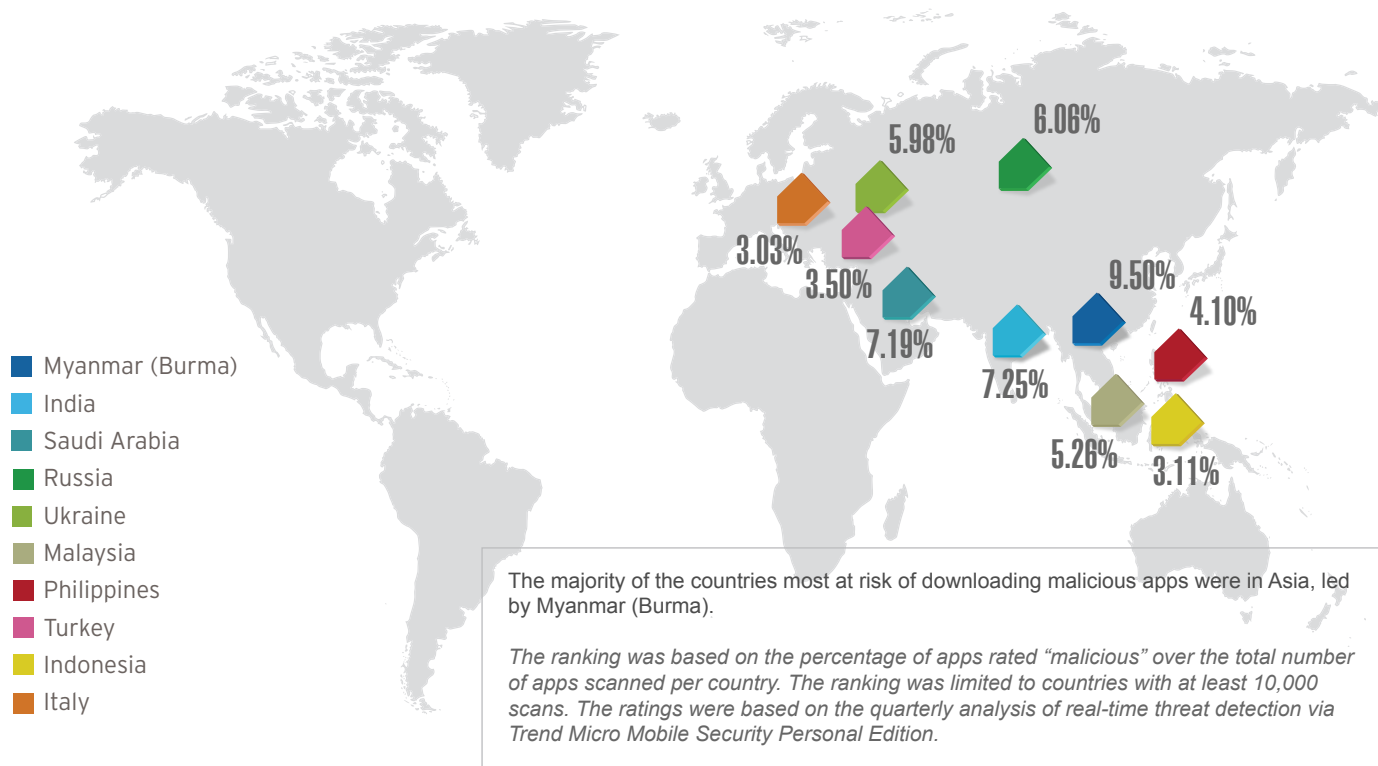 6.06%
5.98%
3.03%
3.50%
9.50%
4.10%
7.19%
7.25%
5.26%
3.11%
Myanmar (Burma)
India
Saudi Arabia
Russia
Ukraine
Malaysia
Philippines
Turkey
Indonesia
Italy
The majority of the countries most at risk of downloading malicious apps were in Asia, led
by Myanmar (Burma).
The ranking was based on the percentage of apps rated “malicious” over the total number
of apps scanned per country. The ranking was limited to countries with at least 10,000
scans. The ratings were based on the quarterly analysis of real-time threat detection via
Trend Micro Mobile Security Personal Edition.